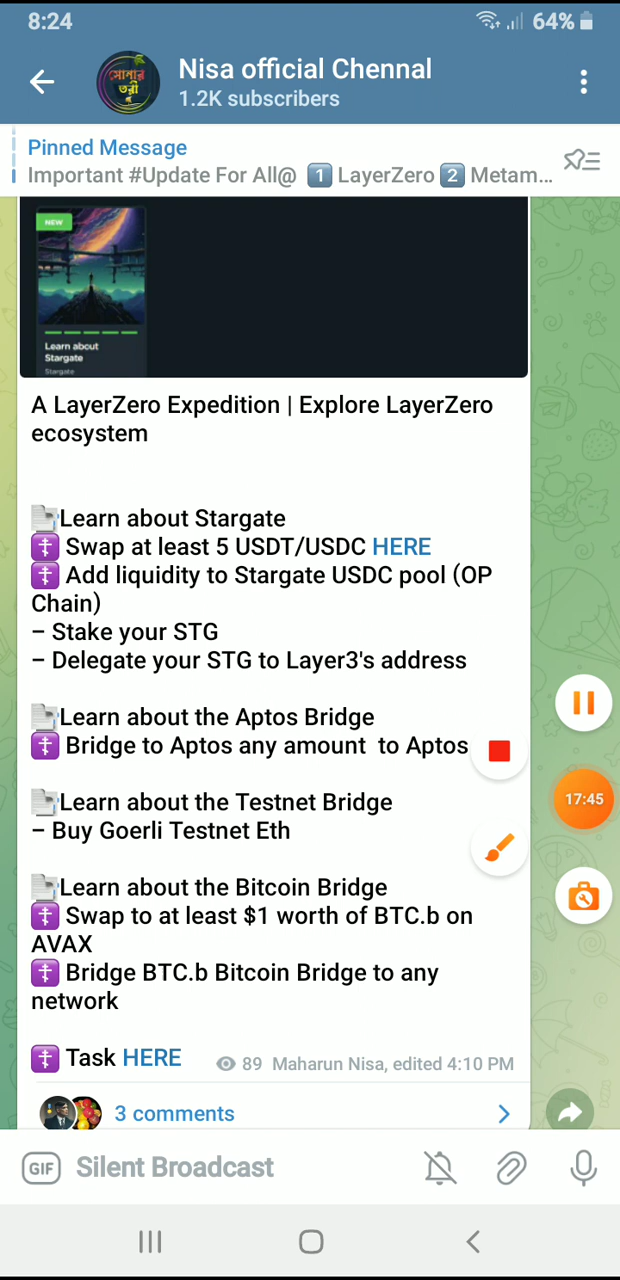 8:24
64%
সোনার
তরী
Nisa official Chennal
1.2K subscribers
Pinned Message
Important #Update For All@ 1️⃣ LayerZero 2️⃣ Metam...
NEW
Learn about
Stargate
Stargate
A LayerZero Expedition | Explore LayerZero
ecosystem
📑Learn about Stargate
☦️ Swap at least 5 USDT/USDC HERE
☦️ Add liquidity to Stargate USDC pool (OP
Chain)
– Stake your STG
– Delegate your STG to Layer3's address
📑Learn about the Aptos Bridge
☦️ Bridge to Aptos any amount to Aptos
📑Learn about the Testnet Bridge
– Buy Goerli Testnet Eth
📑Learn about the Bitcoin Bridge
☦️ Swap to at least $1 worth of BTC.b on
AVAX
☦️ Bridge BTC.b Bitcoin Bridge to any
network
☦️ Task HERE
89 Maharun Nisa, edited 4:10 PM
3 comments
17:45
GIF Silent Broadcast